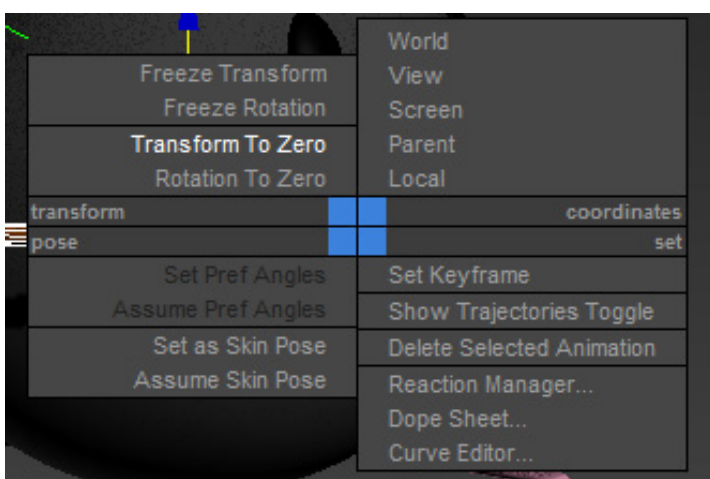 Freeze Transform
Freeze Rotation
Transform To Zero
Rotation To Zero
transform
World
View
Screen
Parent
Local
coordinates
pose
Set Pref Angles
Assume Pref Angles
Set as Skin Pose
Assume Skin Pose
set
Set Keyframe
Show Trajectories Toggle
Delete Selected Animation
Reaction Manager...
Dope Sheet...
Curve Editor...